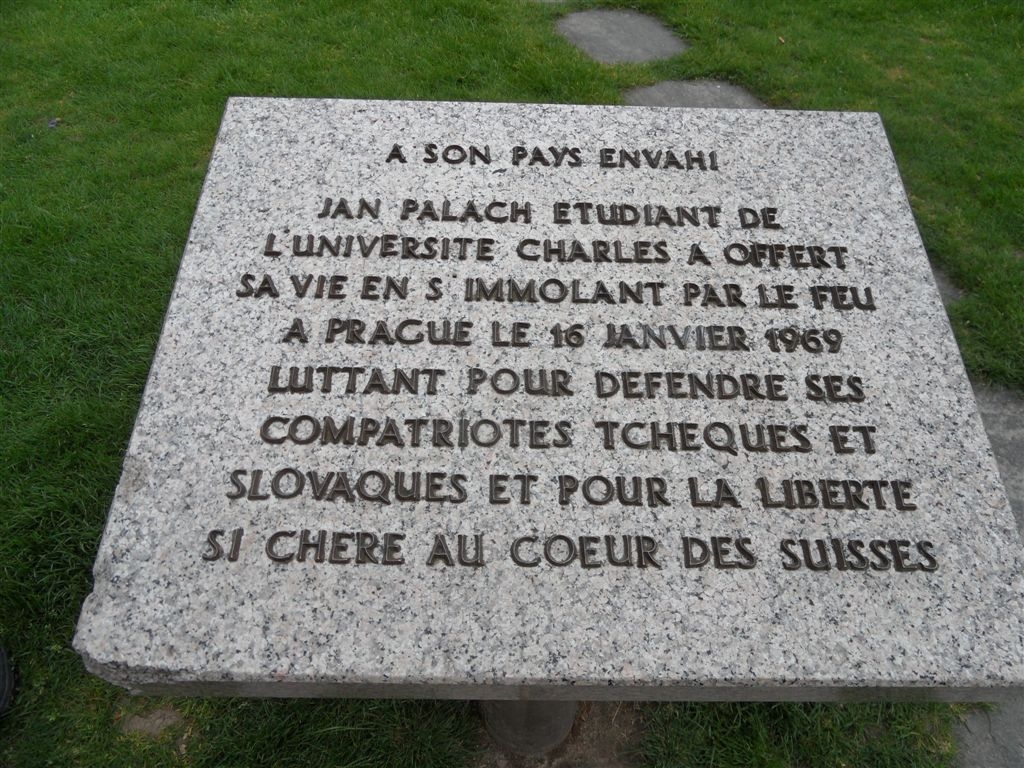 A SON PAYS ENVAHI
JAN PALACH ETUDIANT DE
L'UNIVERSITE CHARLES A OFFERT
SA VIE EN S IMMOLANT PAR LE FEU
A PRAGUE LE 16 JANVIER 1969
LUTTANT POUR DEFENDRE SES
COMPATRIOTES TCHEQUES ET
SLOVAQUES ET POUR LA LIBERTE
SI CHERE AU COEUR DES SUISSES